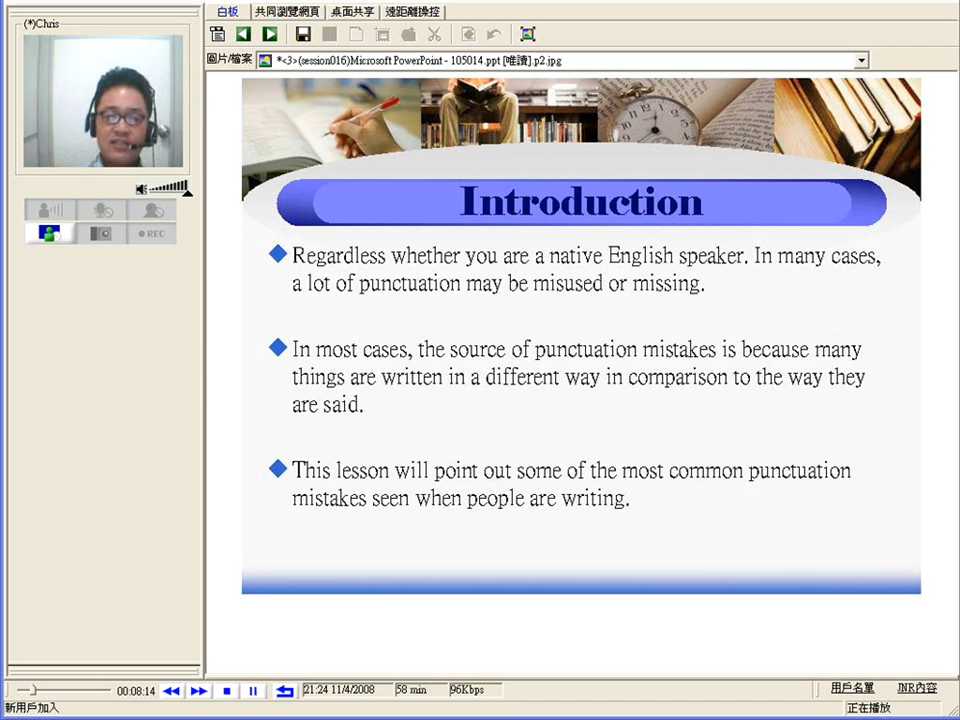 (*)Chris
白板
共同瀏覽網頁
桌面共享
遠距離操控
圖片/檔案
*<3>(session016)Microsoft PowerPoint - 105014.ppt [唯讀].p2.jpg
Introduction
Regardless whether you are a native English speaker. In many cases,
a lot of punctuation may be misused or missing.
In most cases, the source of punctuation mistakes is because many
things are written in a different way in comparison to the way they
are said.
This lesson will point out some of the most common punctuation
mistakes seen when people are writing.
REC
00:08:14
21:24 11/4/2008
58 min
96Kbps
用戶名單
JNR內容
新用戶加入
正在播放